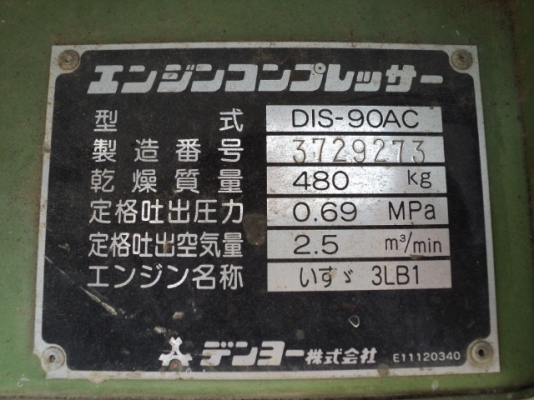 エンジンコンプレッサー
型式 DIS-90AC
製造番号 3729273
乾燥質量 480 kg
定格吐出圧力 0.69 MPa
定格吐出空気量 2.5 m³/min
エンジン名称 いすゞ 3LB1
デンヨー株式会社 E11120340